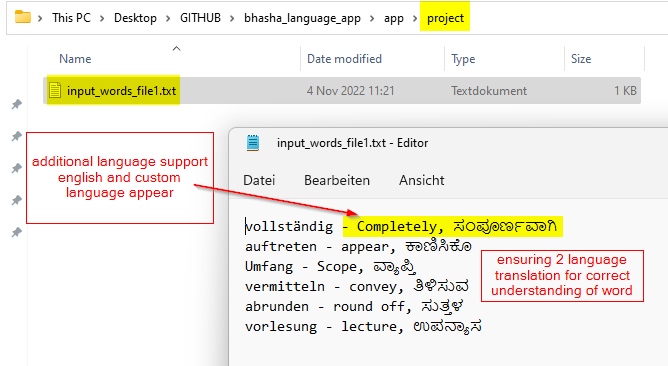 This PC > Desktop > GITHUB > bhasha_language_app > app > project
Name Date modified Type Size
input_words_file1.txt 4 Nov 2022 11:21 Textdokument 1 KB
additional language support
english and custom
language appear
input_words_file1.txt - Editor
Datei Bearbeiten Ansicht
vollständig - Completely, ಸಂಪೂರ್ಣವಾಗಿ
auftreten - appear, ಕಾಣಿಸಿಕೊ
Umfang - Scope, ವ್ಯಾಪ್ತಿ
vermitteln - convey, ತಿಳಿಸುವ
abrunden - round off, ಸುತ್ತಳ
vorlesung - lecture, ಉಪನ್ಯಾಸ
ensuring 2 language
translation for correct
understanding of word